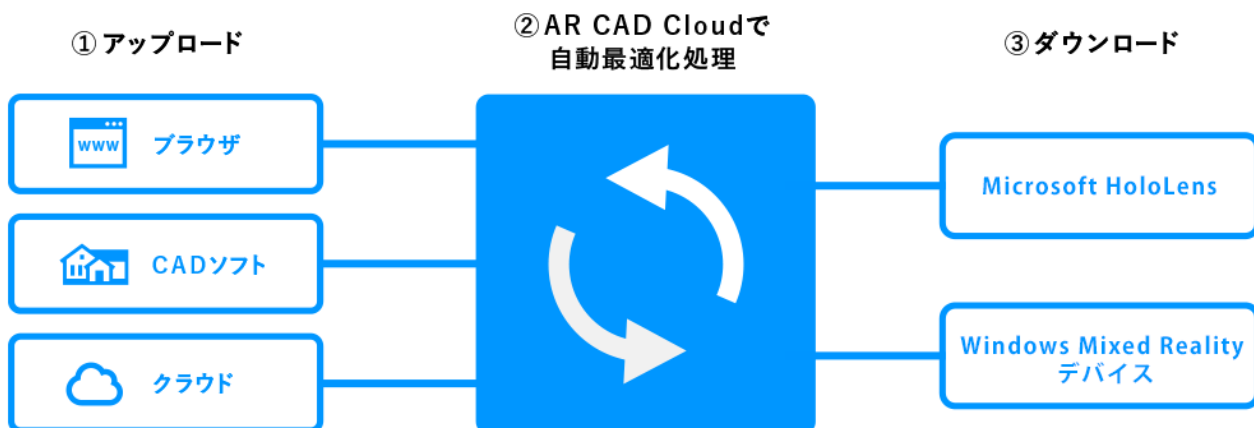 ①アップロード
②AR CAD Cloudで
自動最適化処理
③ダウンロード
www
ブラウザ
CADソフト
クラウド
Microsoft HoloLens
Windows Mixed Reality
デバイス